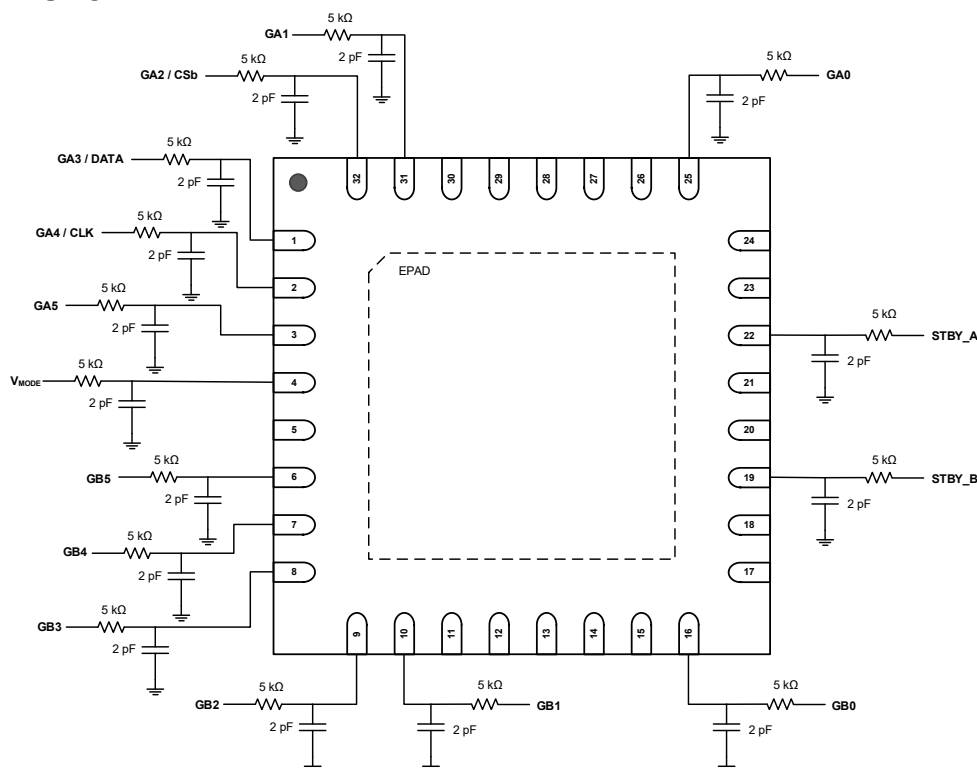 5 kΩ
GA1
2 pF
5 kΩ
GA2 / CSb
2 pF
5 kΩ
GA0
2 pF
5 kΩ
GA3 / DATA
2 pF
5 kΩ
GA4 / CLK
2 pF
5 kΩ
GA5
2 pF
5 kΩ
VMODE
2 pF
5 kΩ
GB5
2 pF
5 kΩ
GB4
2 pF
5 kΩ
GB3
2 pF
32
31
30
29
28
27
26
25
1
2
3
4
5
6
7
8
EPAD
24
23
22
21
20
19
18
17
5 kΩ
STBY_A
2 pF
5 kΩ
STBY_B
2 pF
9
10
11
12
13
14
15
16
5 kΩ
GB2
2 pF
5 kΩ
GB1
2 pF
5 kΩ
GB0
2 pF